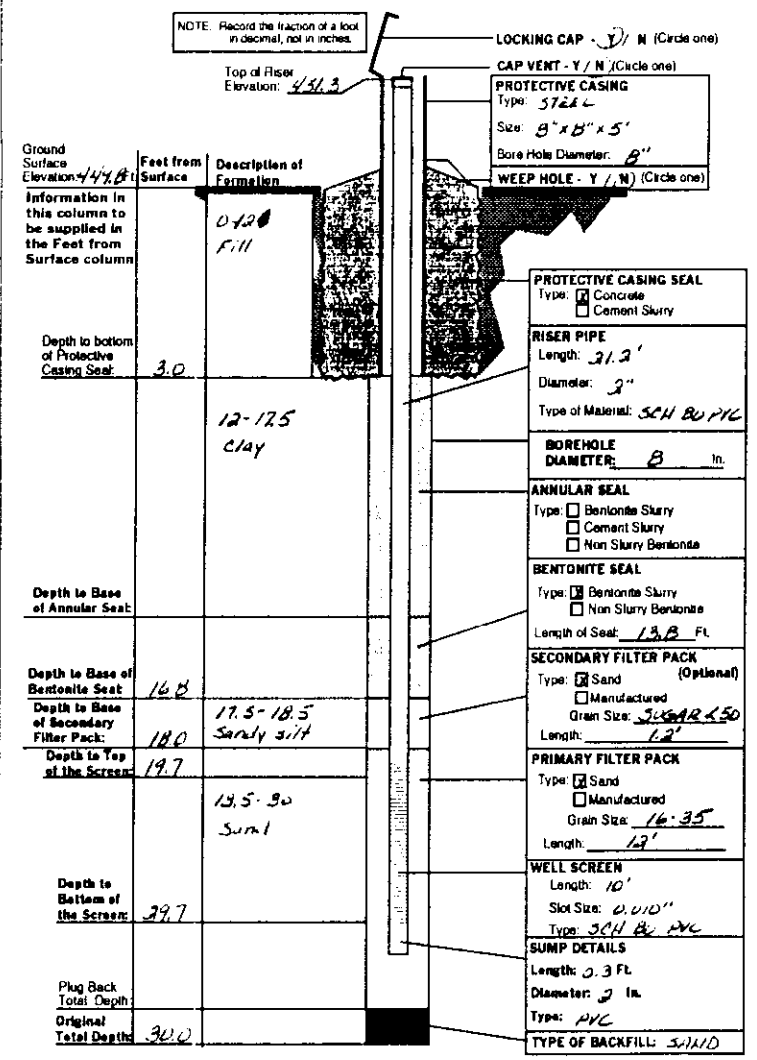 NOTE: Record the fraction of a foot
in decimal, not in inches.
LOCKING CAP - Y / N (Circle one)
CAP VENT - Y / N (Circle one)
Top of Riser
Elevation: 451.3
PROTECTIVE CASING
Type: STEEL
Size: 8" x 8" x 5'
Bore Hole Diameter: 8"
WEEP HOLE - Y / N (Circle one)
Ground
Surface
Elevation: ft
Feet from
Surface
Description of
Formation
Information in
this column to
be supplied in
the Feet from
Surface column
0-12
Fill
PROTECTIVE CASING SEAL
Type: Concrete
Cement Slurry
RISER PIPE
Length: 21.2'
Diameter: 2"
Type of Material: SCH 80 PVC
Depth to bottom
of Protective
Casing Seal: 3.0
12-17.5
Clay
BOREHOLE
DIAMETER: 8 In.
ANNULAR SEAL
Type: Bentonite Slurry
Cement Slurry
Non Slurry Bentonite
Depth to Base
of Annular Seal:
BENTONITE SEAL
Type: Bentonite Slurry
Non Slurry Bentonite
Length of Seal: 13.8 Ft.
Depth to Base of
Bentonite Seal: 16.8
SECONDARY FILTER PACK
(Optional)
Type: Sand
Manufactured
Grain Size: SUGAR <50
Length: 1.2'
Depth to Base
of Secondary
Filter Pack: 18.0
17.5-18.5
Sandy silt
Depth to Top
of the Screen: 19.7
PRIMARY FILTER PACK
Type: Sand
Manufactured
Grain Size: 16-35
Length: 12'
18.5-30
Sand
WELL SCREEN
Length: 10'
Slot Size: 0.010"
Type: SCH 80 PVC
Depth to
Bottom of
the Screen: 29.7
SUMP DETAILS
Length: 0.3 Ft.
Diameter: 2 In.
Type: PVC
Plug Back
Total Depth:
Original
Total Depth: 30.0
TYPE OF BACKFILL: SAND